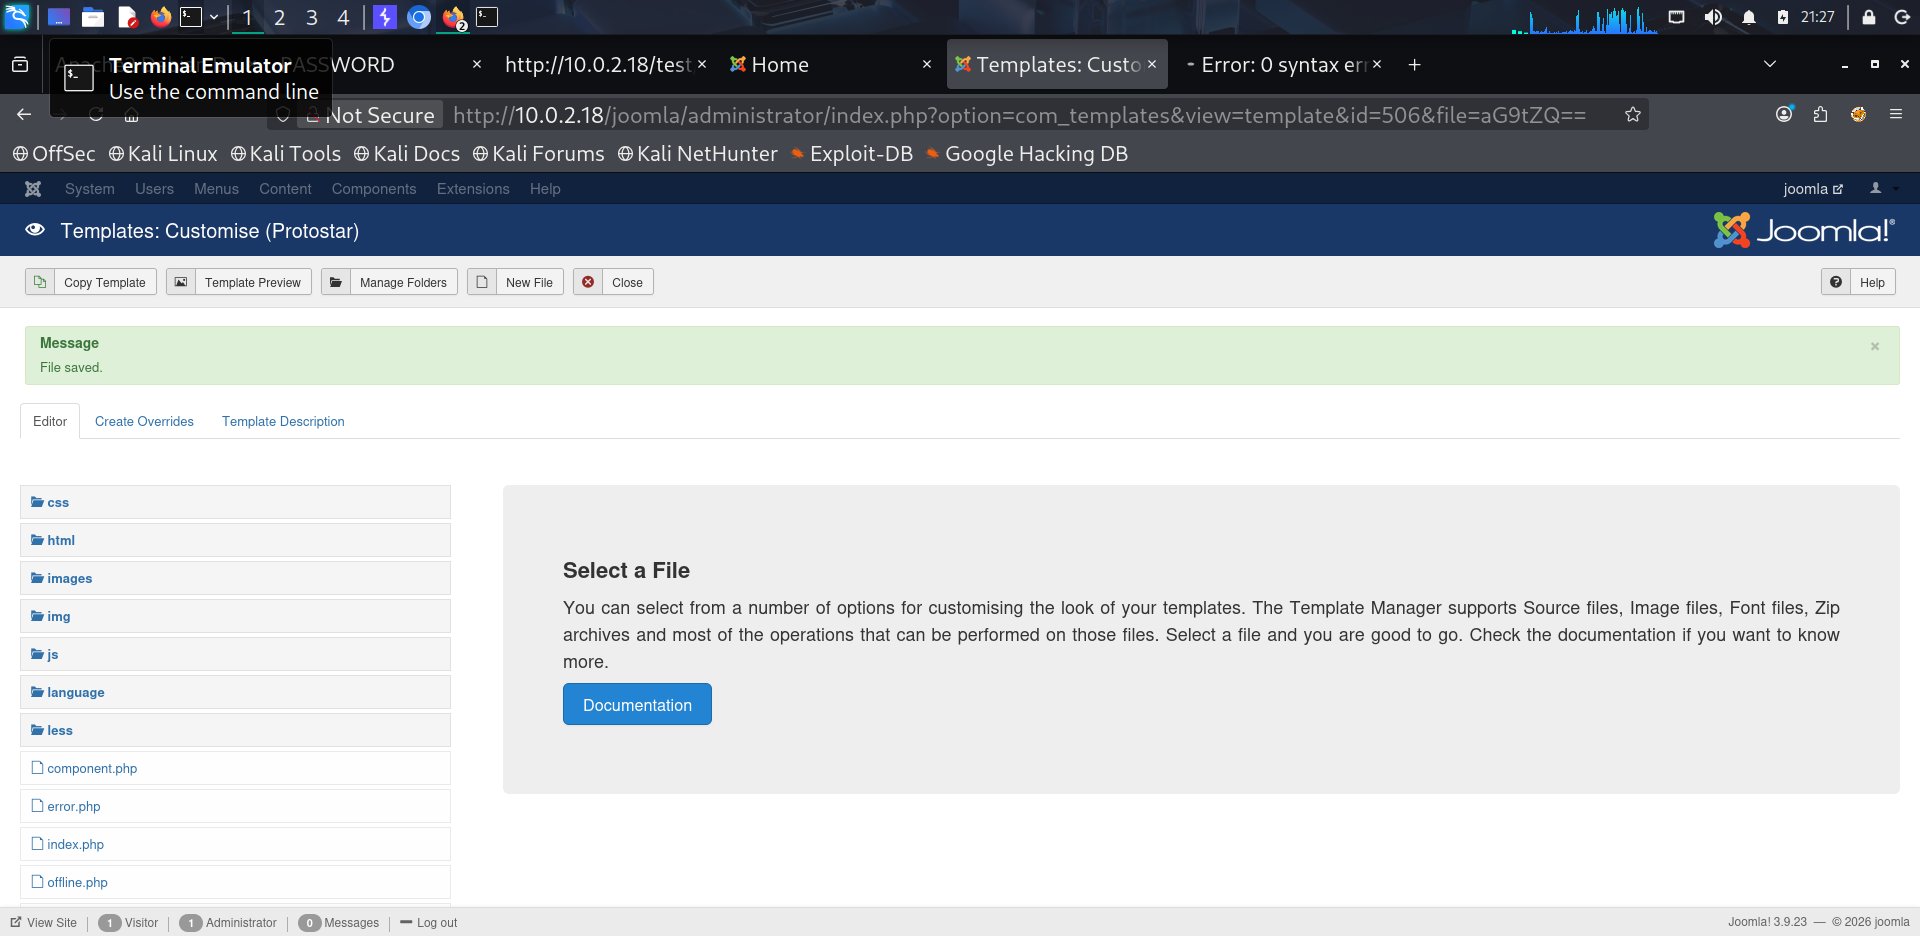 1 2 3 4 2 21:27
Terminal Emulator
Use the command line
PASSWORD
http://10.0.2.18/test
Home
Templates: Custo
Error: 0 syntax err
Not Secure http://10.0.2.18/joomla/administrator/index.php?option=com_templates&view=template&id=506&file=aG9tZQ==
OffSec Kali Linux Kali Tools Kali Docs Kali Forums Kali NetHunter Exploit-DB Google Hacking DB
System Users Menus Content Components Extensions Help joomla
Templates: Customise (Protostar) Joomla!®
Copy Template Template Preview Manage Folders New File Close Help
Message
File saved.
Editor Create Overrides Template Description
css
html
images
img
js
language
less
component.php
error.php
index.php
offline.php
Select a File
You can select from a number of options for customising the look of your templates. The Template Manager supports Source files, Image files, Font files, Zip
archives and most of the operations that can be performed on those files. Select a file and you are good to go. Check the documentation if you want to know
more.
Documentation
View Site 1 Visitor 1 Administrator 0 Messages Log out Joomla! 3.9.23 — © 2026 joomla